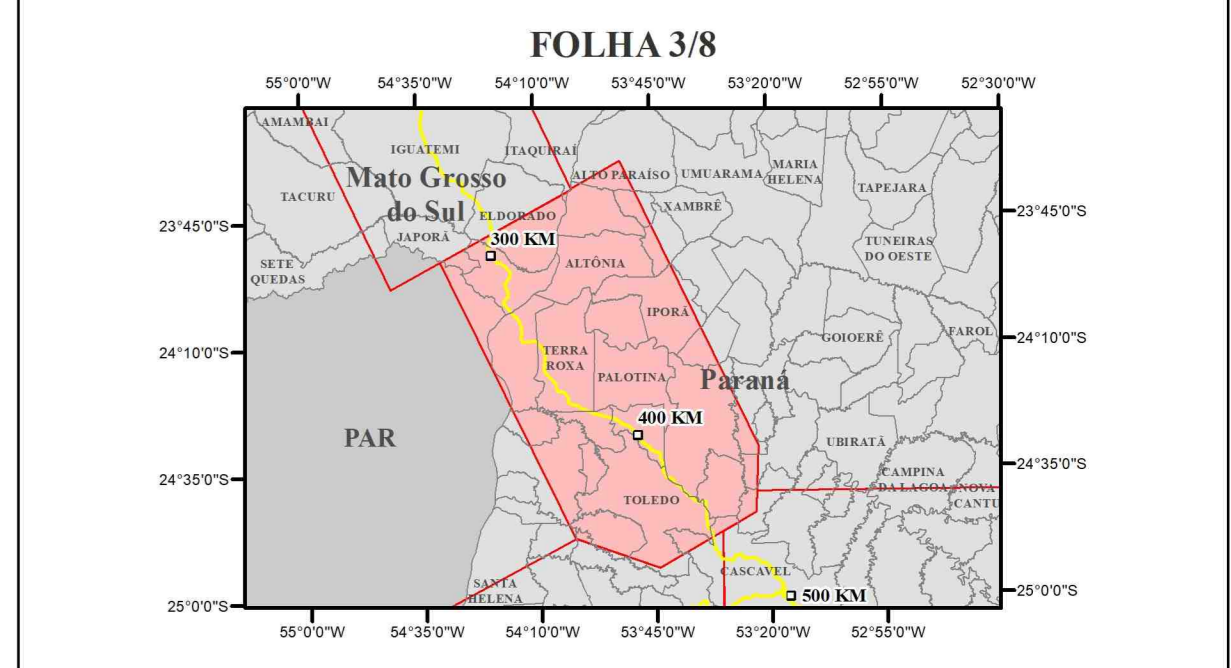 FOLHA 3/8
55°0'0"W 54°35'0"W 54°10'0"W 53°45'0"W 53°20'0"W 52°55'0"W 52°30'0"W
AMAMBAI
IGUATEMI
ITAQUIRAÍ
Mato Grosso
do Sul
TACURU
ALTO PARAÍSO
UMUARAMA
MARIA
HELENA
TAPEJARA
XAMBRÊ
ELDORADO
23°45'0"S
23°45'0"S
JAPORÃ
300 KM
TUNEIRAS
DO OESTE
SETE
QUEDAS
ALTÔNIA
IPORÃ
GOIOERÊ
FAROL
24°10'0"S
24°10'0"S
TERRA
ROXA
PALOTINA
Paraná
400 KM
PAR
UBIRATÃ
24°35'0"S
24°35'0"S
CAMPINA
DA LAGOA
NOVA
CANTU
TOLEDO
CASCAVEL
SANTA
HELENA
500 KM
25°0'0"S
25°0'0"S
55°0'0"W 54°35'0"W 54°10'0"W 53°45'0"W 53°20'0"W 52°55'0"W